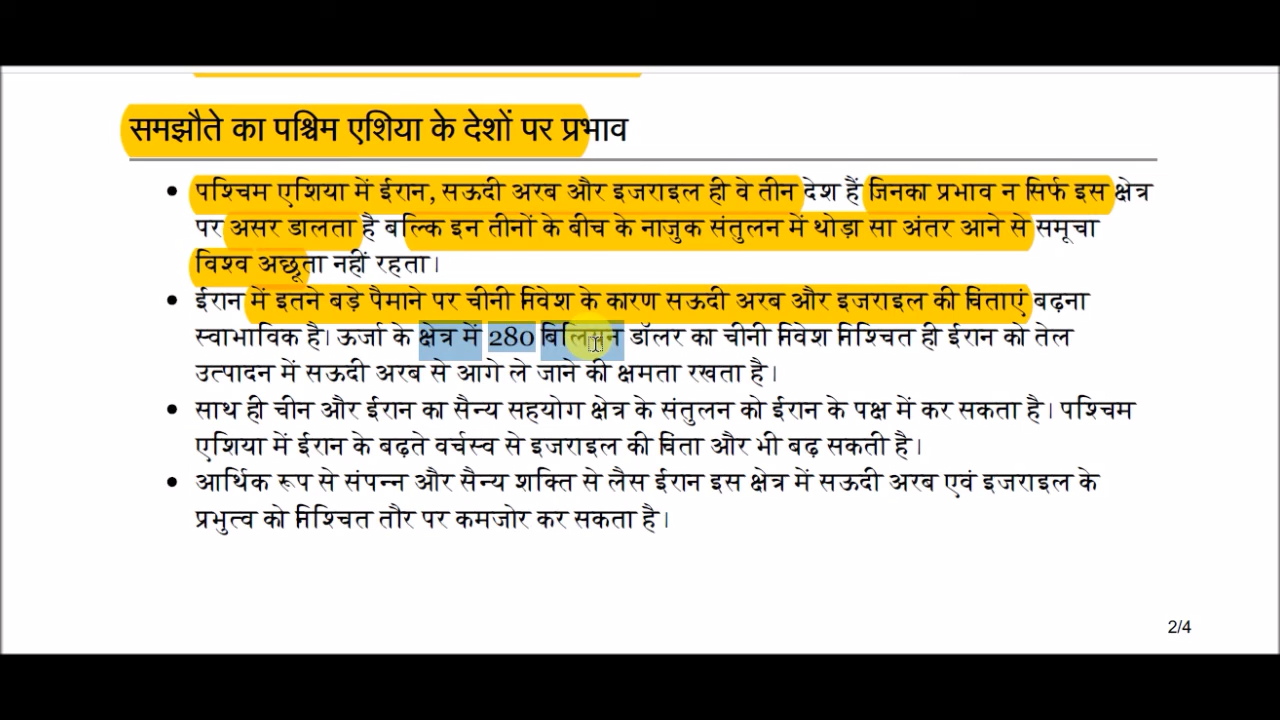 समझौते का पश्चिम एशिया के देशों पर प्रभाव
• पश्चिम एशिया में ईरान, सऊदी अरब और इजराइल ही वे तीन देश हैं जिनका प्रभाव न सिर्फ इस क्षेत्र
पर असर डालता है बल्कि इन तीनों के बीच के नाजुक संतुलन में थोड़ा सा अंतर आने से समूचा
विश्व अछूता नहीं रहता।
• ईरान में इतने बड़े पैमाने पर चीनी निवेश के कारण सऊदी अरब और इजराइल की चिंताएं बढ़ना
स्वाभाविक है। ऊर्जा के क्षेत्र में 280 बिलियन डॉलर का चीनी निवेश निश्चित ही ईरान को तेल
उत्पादन में सऊदी अरब से आगे ले जाने की क्षमता रखता है।
• साथ ही चीन और ईरान का सैन्य सहयोग क्षेत्र के संतुलन को ईरान के पक्ष में कर सकता है। पश्चिम
एशिया में ईरान के बढ़ते वर्चस्व से इजराइल की चिंता और भी बढ़ सकती है।
• आर्थिक रूप से संपन्न और सैन्य शक्ति से लैस ईरान इस क्षेत्र में सऊदी अरब एवं इजराइल के
प्रभुत्व को निश्चित तौर पर कमजोर कर सकता है।
2/4